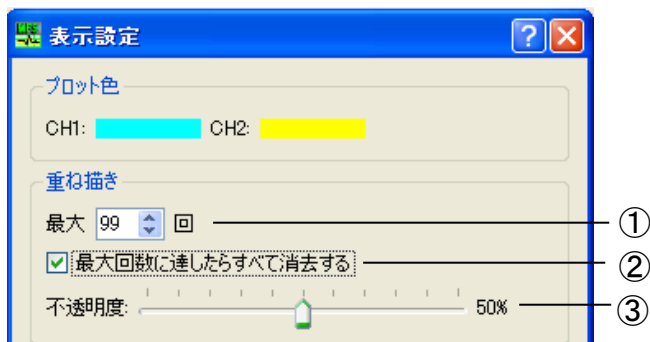 表示設定
プロット色
CH1: CH2:
重ね描き
最大 99 回 ①
最大回数に達したらすべて消去する ②
不透明度: 50% ③